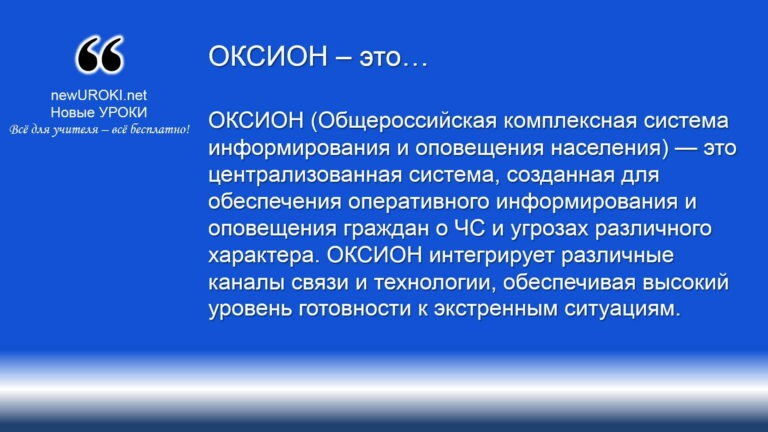 newUROKI.net
Новые УРОКИ
Всё для учителя – всё бесплатно!
ОКСИОН – это…
ОКСИОН (Общероссийская комплексная система
информирования и оповещения населения) — это
централизованная система, созданная для
обеспечения оперативного информирования и
оповещения граждан о ЧС и угрозах различного
характера. ОКСИОН интегрирует различные
каналы связи и технологии, обеспечивая высокий
уровень готовности к экстренным ситуациям.